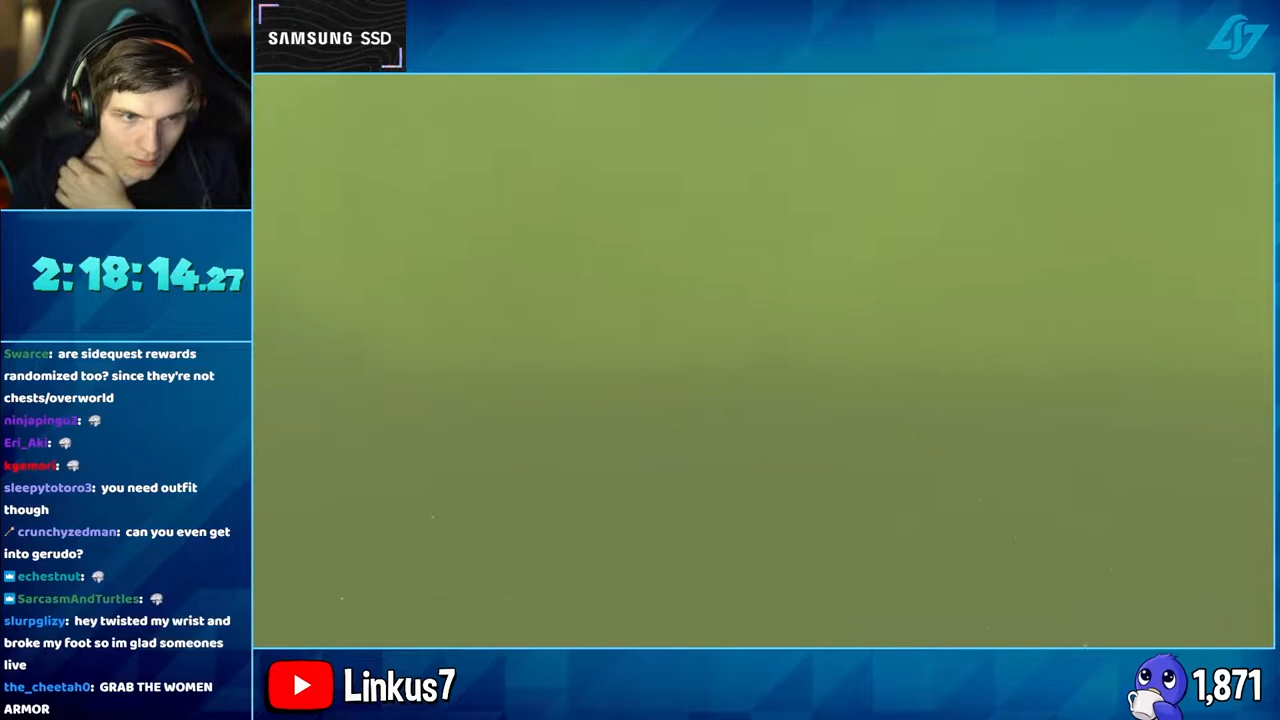 SAMSUNG SSD
2:18:14.27
Swarce: are sidequest rewards
randomized too? since they're not
chests/overworld
ninjapingu2:
Eri_Aki:
kgemori:
sleepytotoro3: you need outfit
though
crunchyzedman: can you even get
into gerudo?
echestnut:
SarcasmAndTurtles:
slurpglizy: hey twisted my wrist and
broke my foot so im glad someones
live
the_cheetah0: GRAB THE WOMEN
ARMOR
Linkus7
1,871